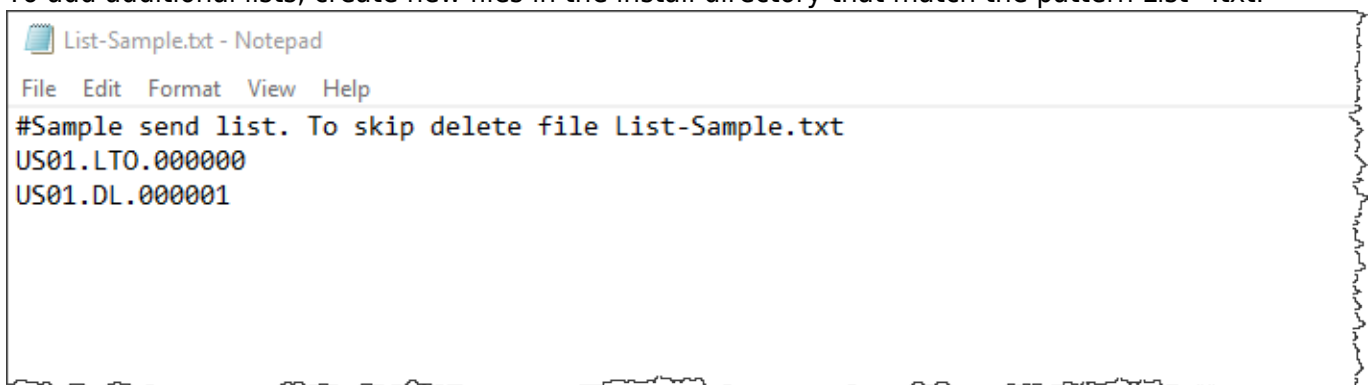 To add additional lists, create new files in the install directory that match the pattern:
List-Sample.txt - Notepad
File Edit Format View Help
#Sample send list. To skip delete file List-Sample.txt
US01.LTO.000000
US01.DL.000001